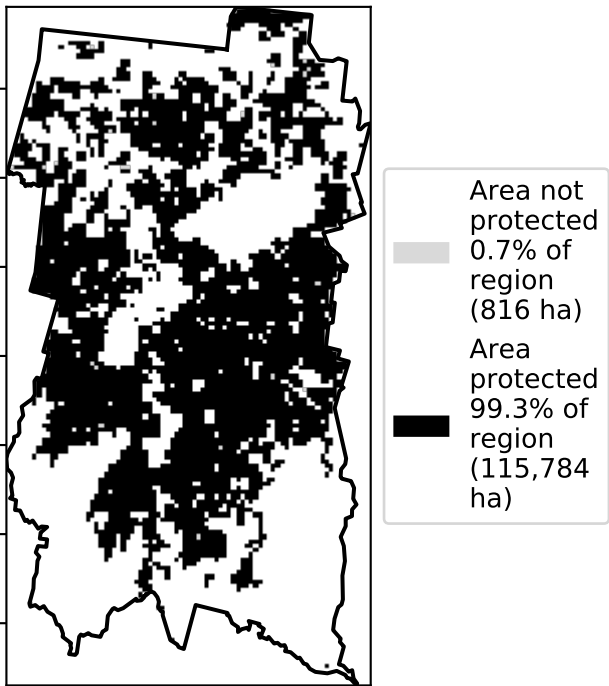 Area not
protected
0.7% of
region
(816 ha)
Area
protected
99.3% of
region
(115,784
ha)